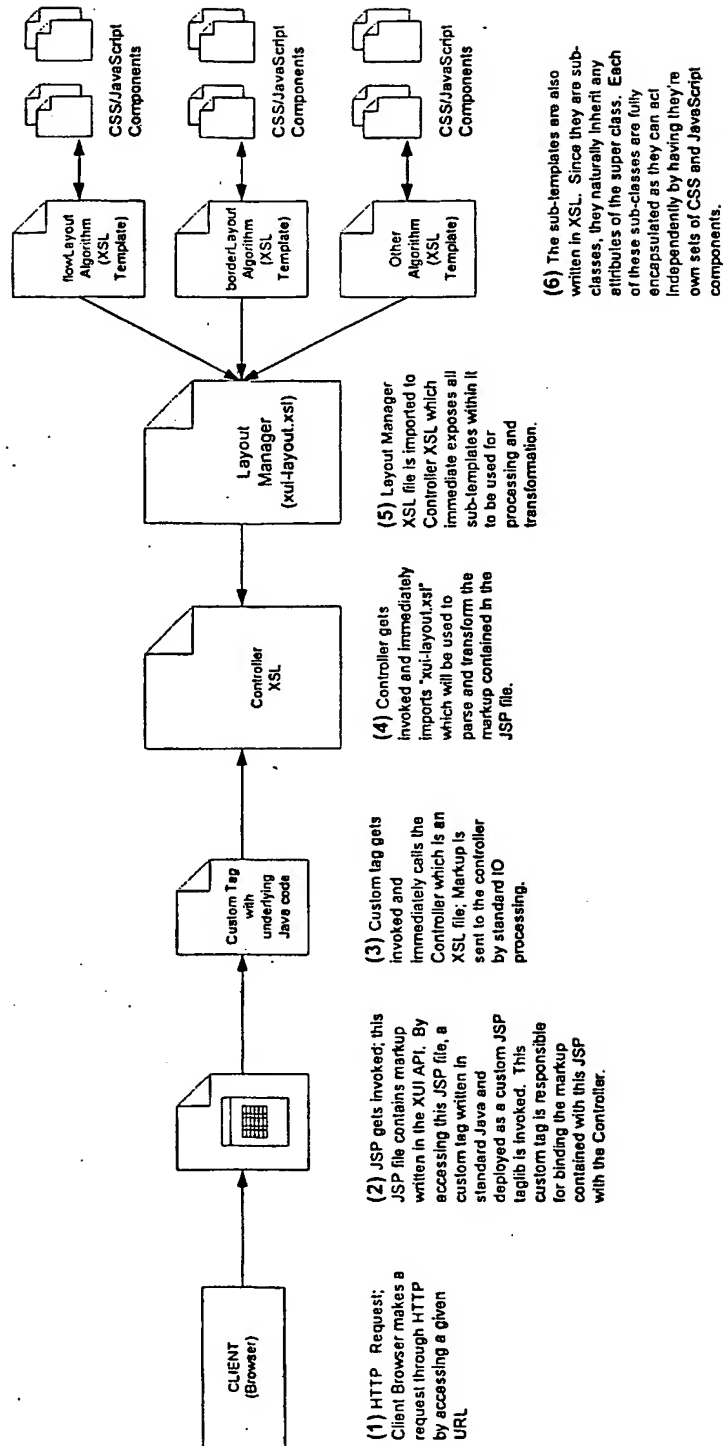 CLIENT
(Browser)
(1) HTTP Request;
Client Browser makes a
request through HTTP
by accessing a given
URL
(2) JSP gets invoked; this
JSP file contains markup
written in the XUI API. By
accessing this JSP file, a
custom tag written in
standard Java and
deployed as a custom JSP
taglib is invoked. This
custom tag is responsible
for binding the markup
contained with this JSP
with the Controller.
Custom Tag
with
underlying
Java code
(3) Custom tag gets
invoked and
immediately calls the
Controller which is an
XSL file; Markup is
sent to the controller
by standard IO
processing.
Controller
XSL
(4) Controller gets
invoked and immediately
imports "xui-layout.xsl"
which will be used to
parse and transform the
markup contained in the
JSP file.
Layout
Manager
(xui-layout.xsl)
(5) Layout Manager
XSL file is imported to
Controller XSL which
immediate exposes all
sub-templates within it
to be used for
processing and
transformation.
flowLayout
Algorithm
(XSL
Template)
CSS/JavaScript
Components
borderLayout
Algorithm
(XSL
Template)
CSS/JavaScript
Components
Other
Algorithm
(XSL
Template)
CSS/JavaScript
Components
(6) The sub-templates are also
written in XSL. Since they are sub-
classes, they naturally inherit any
attributes of the super class. Each
of these sub-classes are fully
encapsulated as they can act
Independently by having they're
own sets of CSS and JavaScript
components.